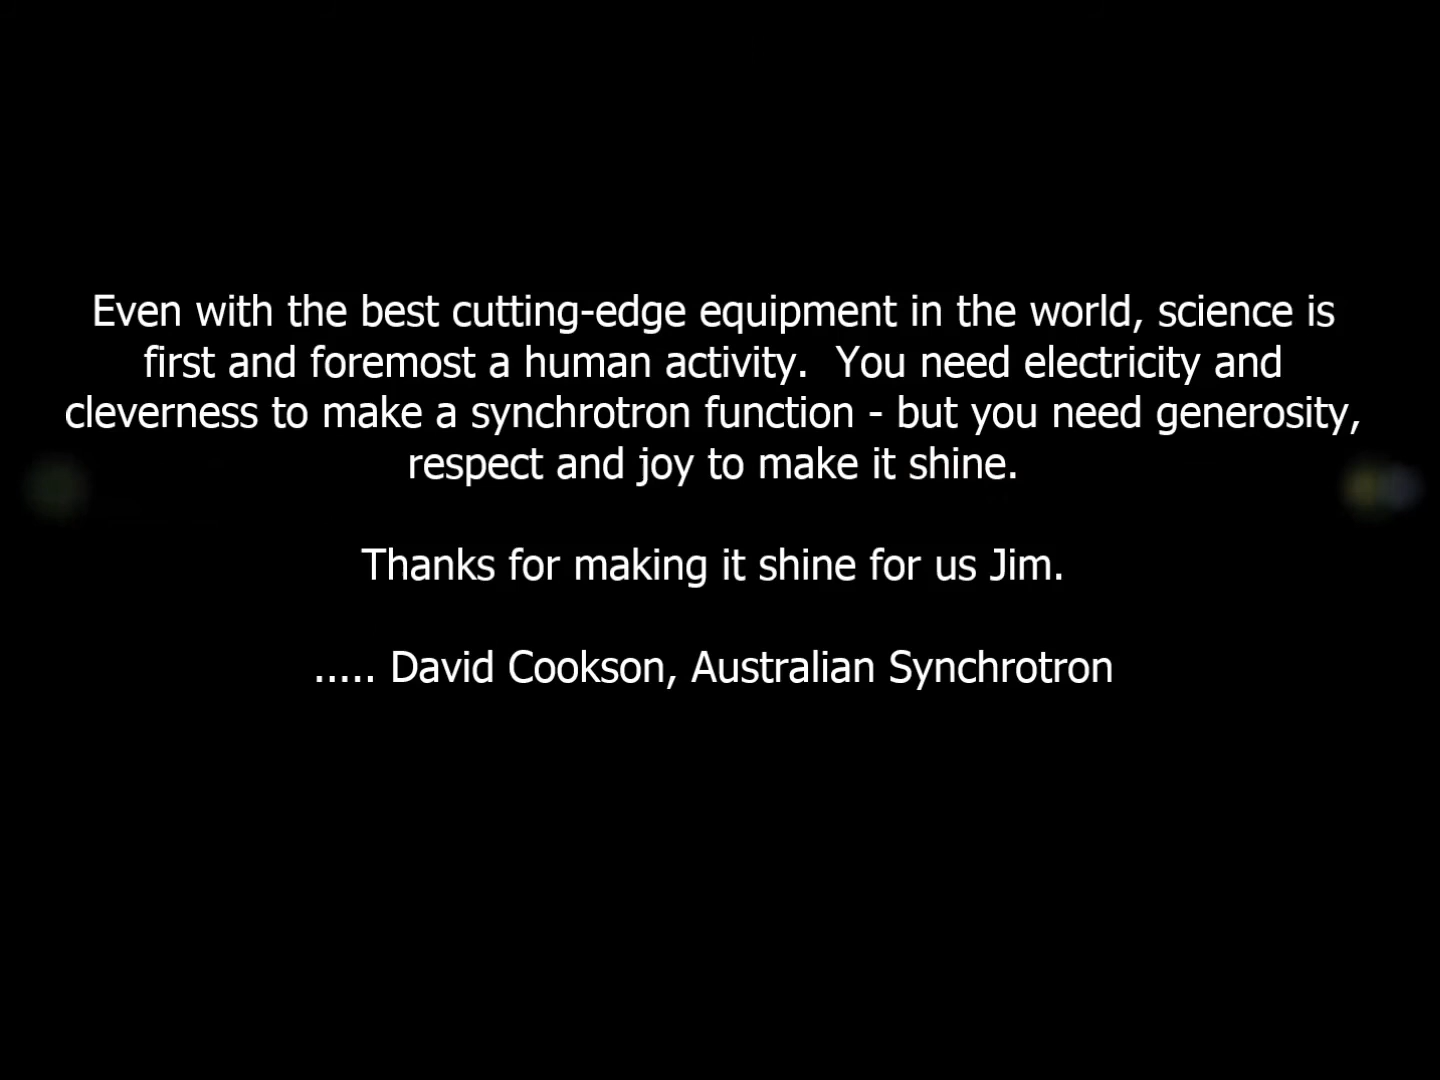 Even with the best cutting-edge equipment in the world, science is
first and foremost a human activity.  You need electricity and
cleverness to make a synchrotron function - but you need generosity,
respect and joy to make it shine.
Thanks for making it shine for us Jim.
..... David Cookson, Australian Synchrotron